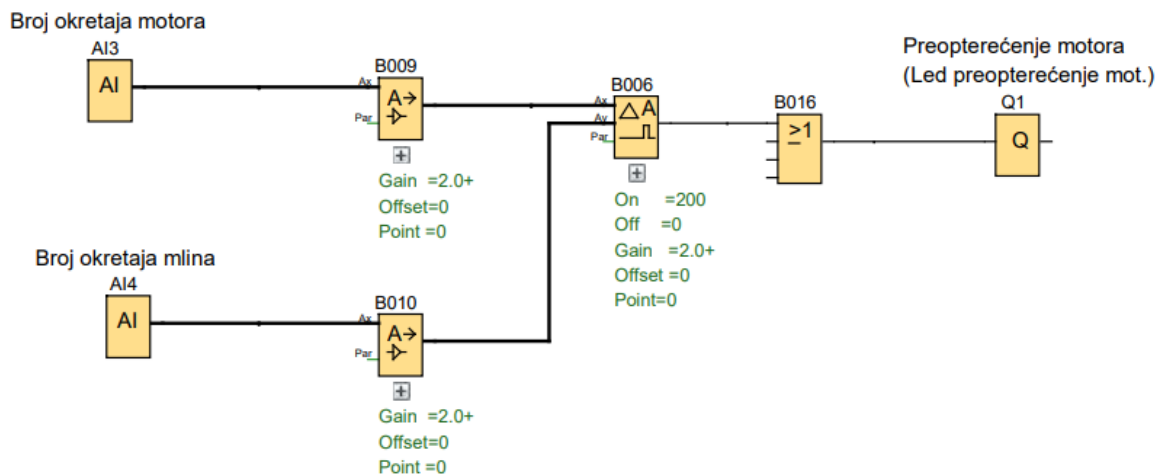 Broj okretaja motora
AI3
AI
B009
Ax
A→
Par
Gain =2.0+
Offset=0
Point =0
B006
Ax
Ay
Par
△A
On =200
Off =0
Gain =2.0+
Offset=0
Point=0
B016
≥1
Preopterećenje motora
(Led preopterećenje mot.)
Q1
Q
Broj okretaja mlina
AI4
AI
B010
Ax
A→
Par
Gain =2.0+
Offset=0
Point =0